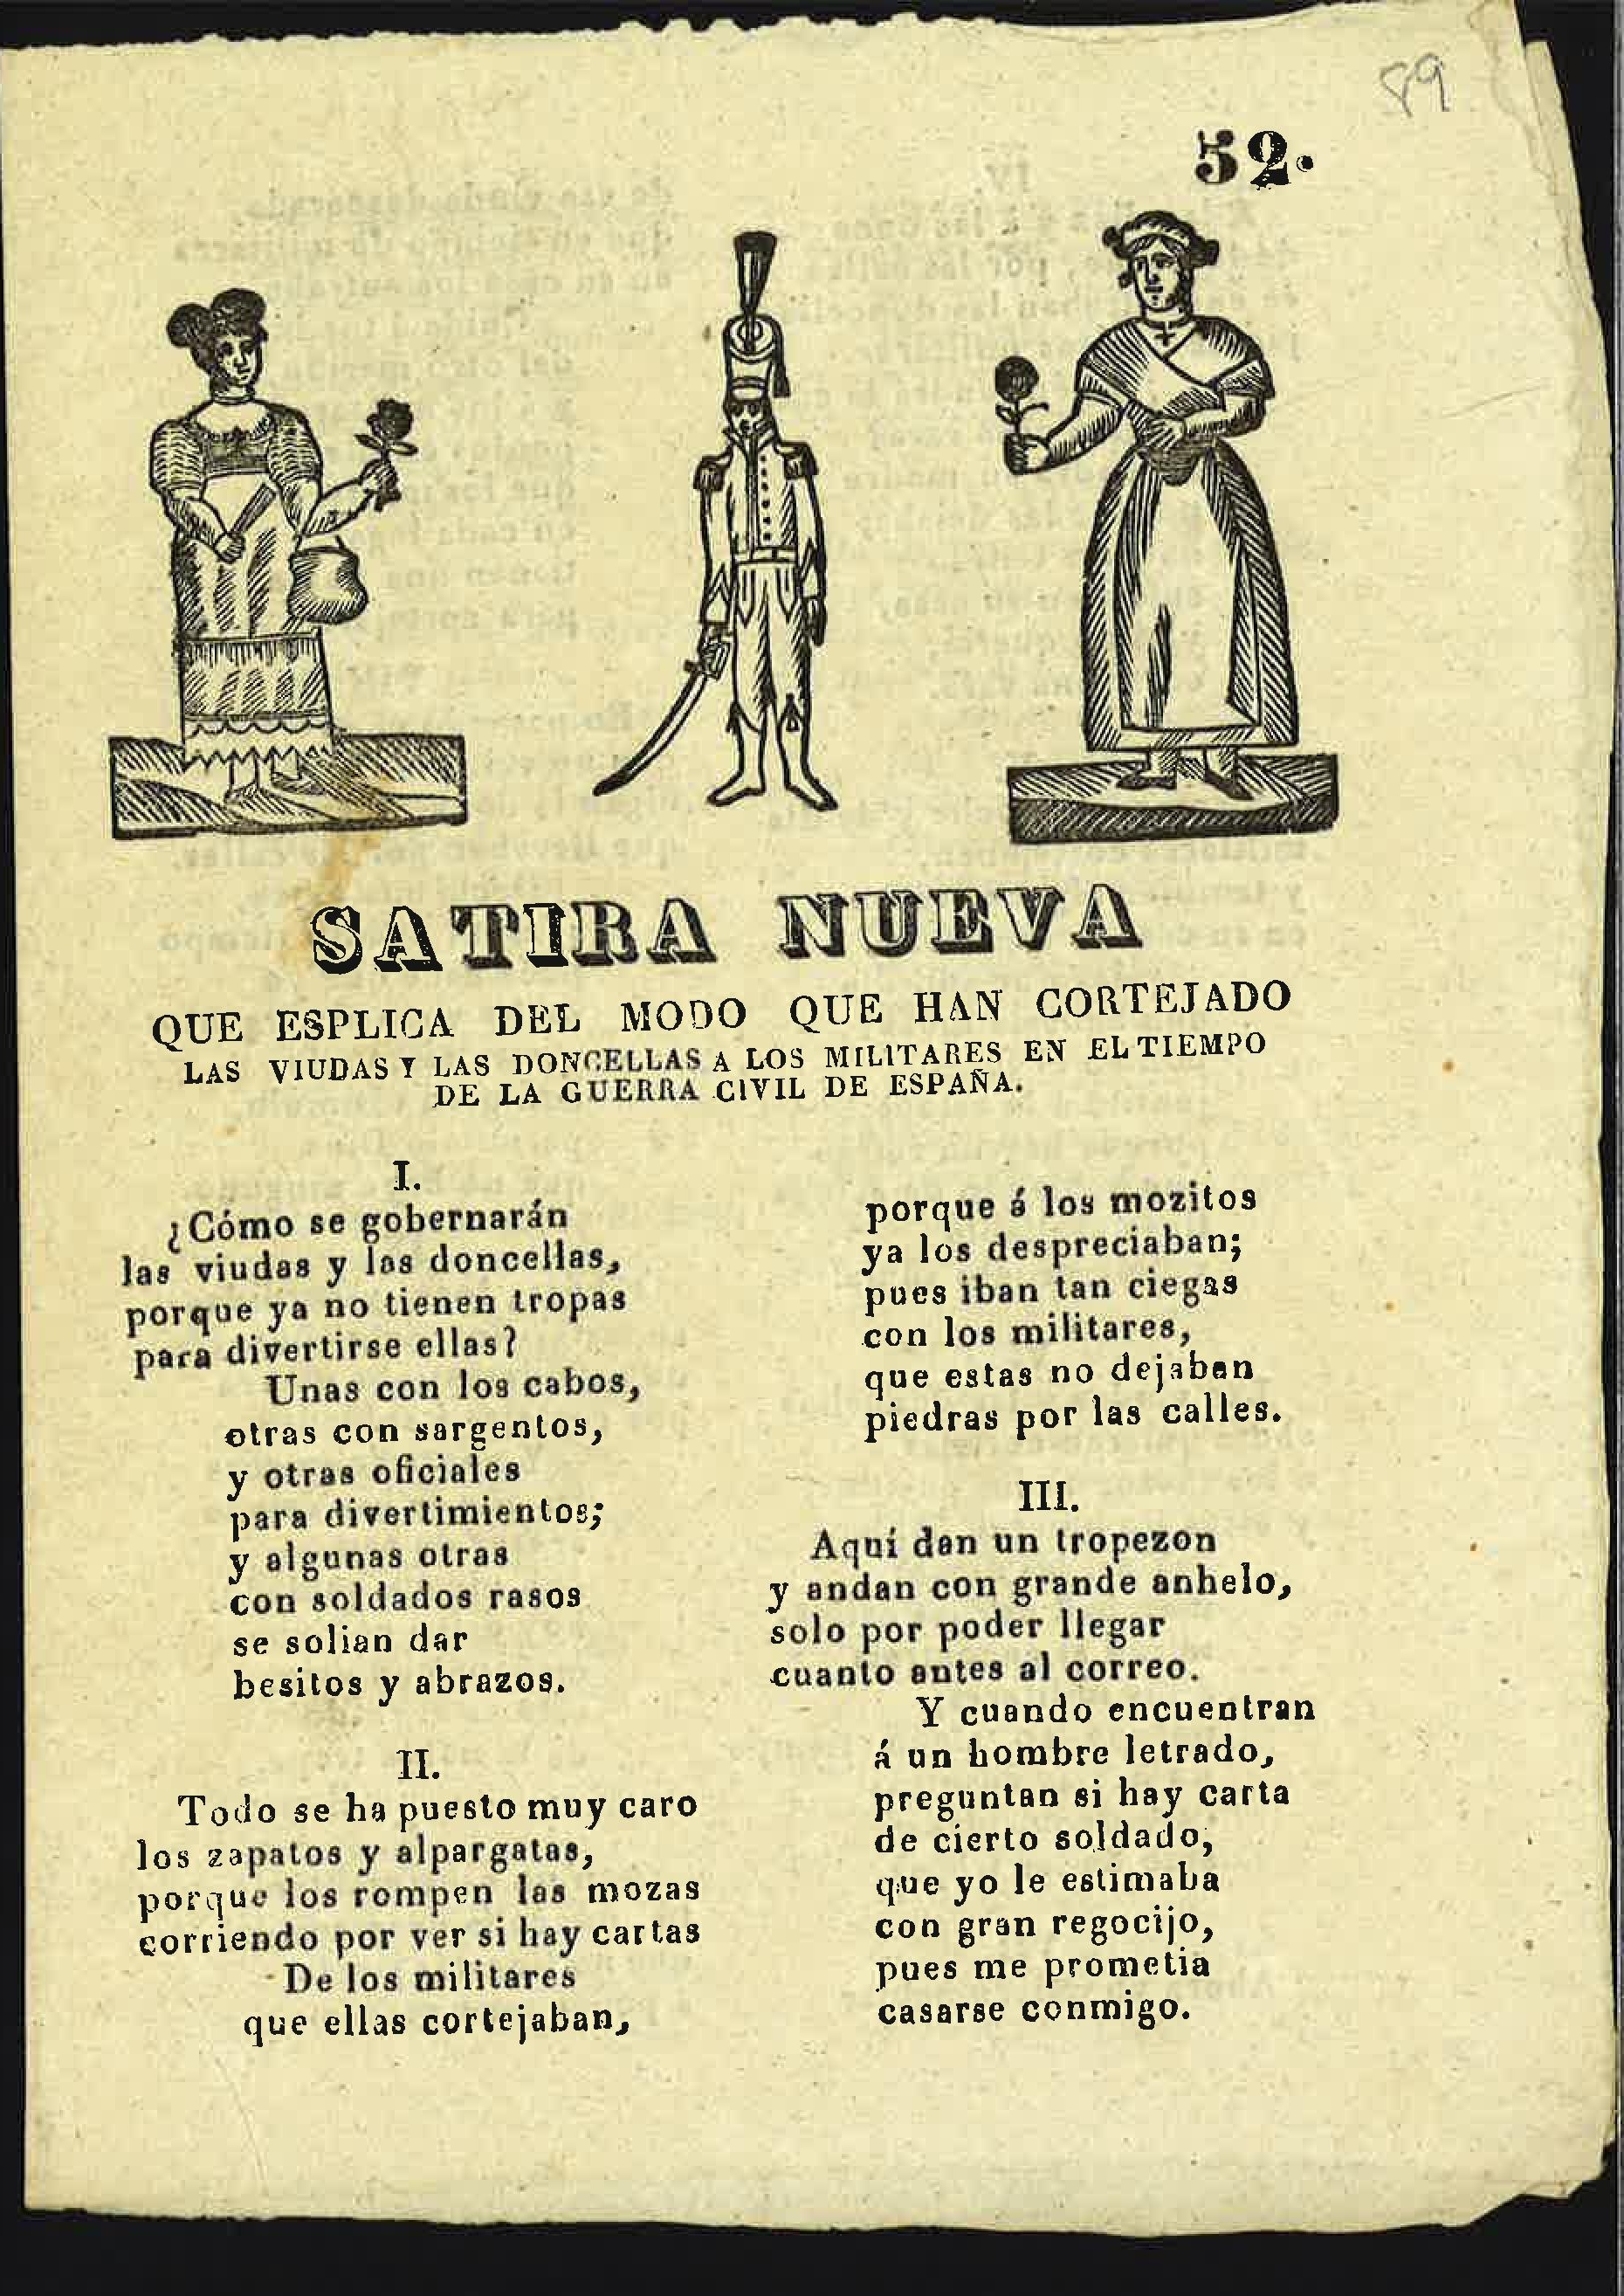 89
52.
SATIRA NUEVA
QUE ESPLICA DEL MODO QUE HAN CORTEJADO
LAS VIUDAS Y LAS DONCELLAS A LOS MILITARES EN EL TIEMPO
DE LA GUERRA CIVIL DE ESPAÑA.
I.
¿Cómo se gobernarán
las viudas y las doncellas,
porque ya no tienen tropas
para divertirse ellas?
Unas con los cabos,
otras con sargentos,
y otras oficiales
para divertimientos;
y algunas otras
con soldados rasos
se solian dar
besitos y abrazos.
II.
Todo se ha puesto muy caro
los zapatos y alpargatas,
porque los rompen las mozas
corriendo por ver si hay cartas
De los militares
que ellas cortejaban,
porque á los mozitos
ya los despreciaban;
pues iban tan ciegas
con los militares,
que estas no dejaban
piedras por las calles.
III.
Aquí dan un tropezon
y andan con grande anhelo,
solo por poder llegar
cuanto antes al correo.
Y cuando encuentran
á un hombre letrado,
preguntan si hay carta
de cierto soldado,
que yo le estimaba
con gran regocijo,
pues me prometia
casarse conmigo.